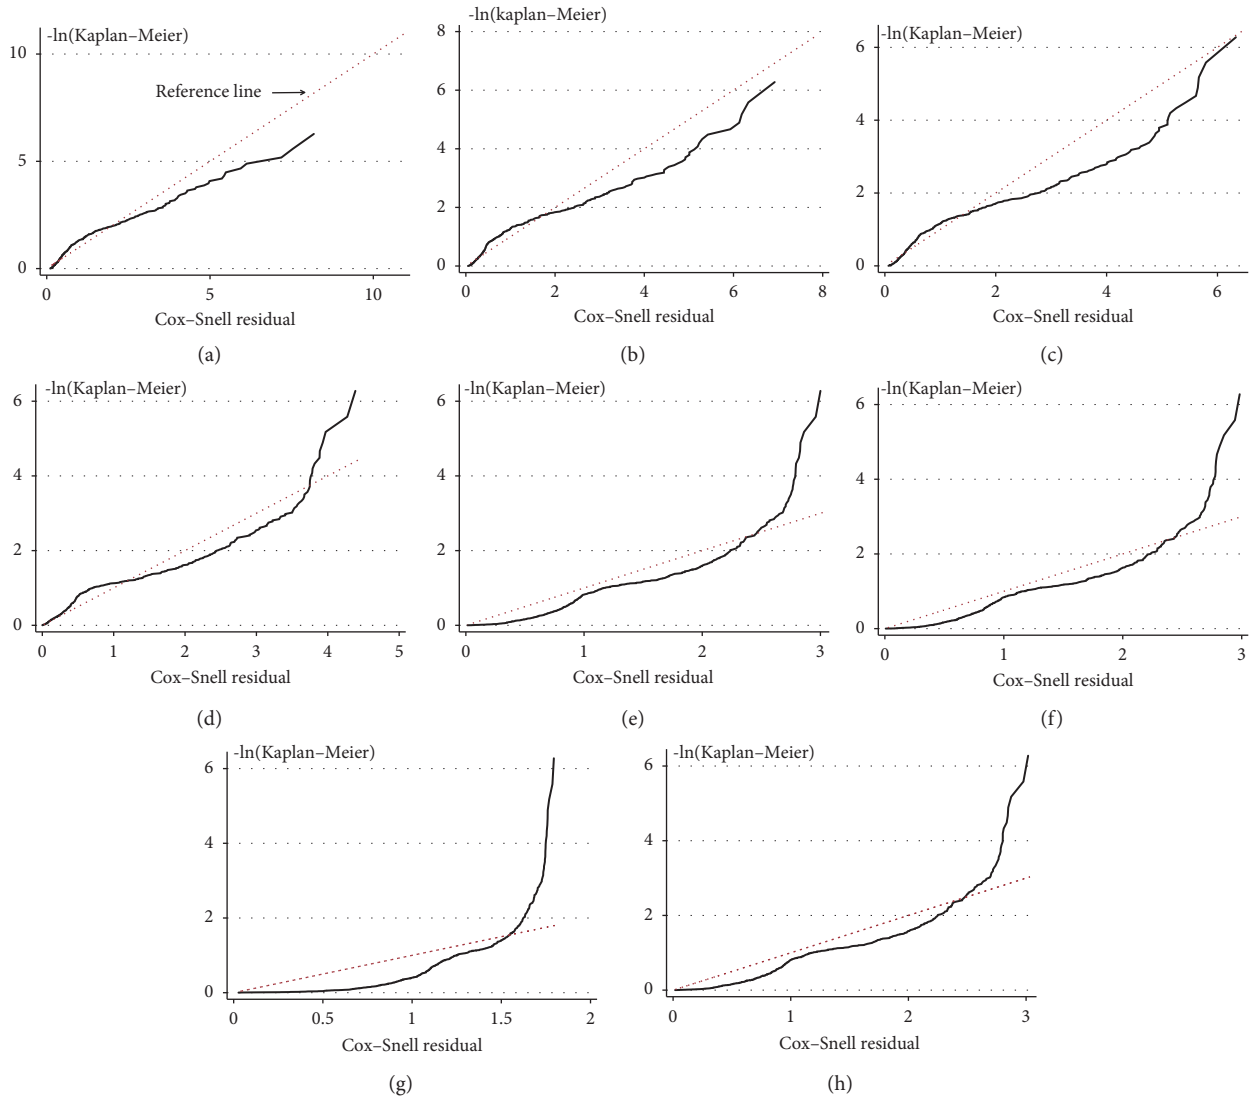 -ln(Kaplan–Meier)
10
5
0
Reference line
0 5 10
Cox–Snell residual
(a)
-ln(kaplan–Meier)
8
6
4
2
0
0 2 4 6 8
Cox–Snell residual
(b)
-ln(Kaplan–Meier)
6
4
2
0
0 2 4 6
Cox–Snell residual
(c)
-ln(Kaplan–Meier)
6
4
2
0
0 1 2 3 4 5
Cox–Snell residual
(d)
-ln(Kaplan–Meier)
6
4
2
0
0 1 2 3
Cox–Snell residual
(e)
-ln(Kaplan–Meier)
6
4
2
0
0 1 2 3
Cox–Snell residual
(f)
-ln(Kaplan–Meier)
6
4
2
0
0 0.5 1 1.5 2
Cox–Snell residual
(g)
-ln(Kaplan–Meier)
6
4
2
0
0 1 2 3
Cox–Snell residual
(h)